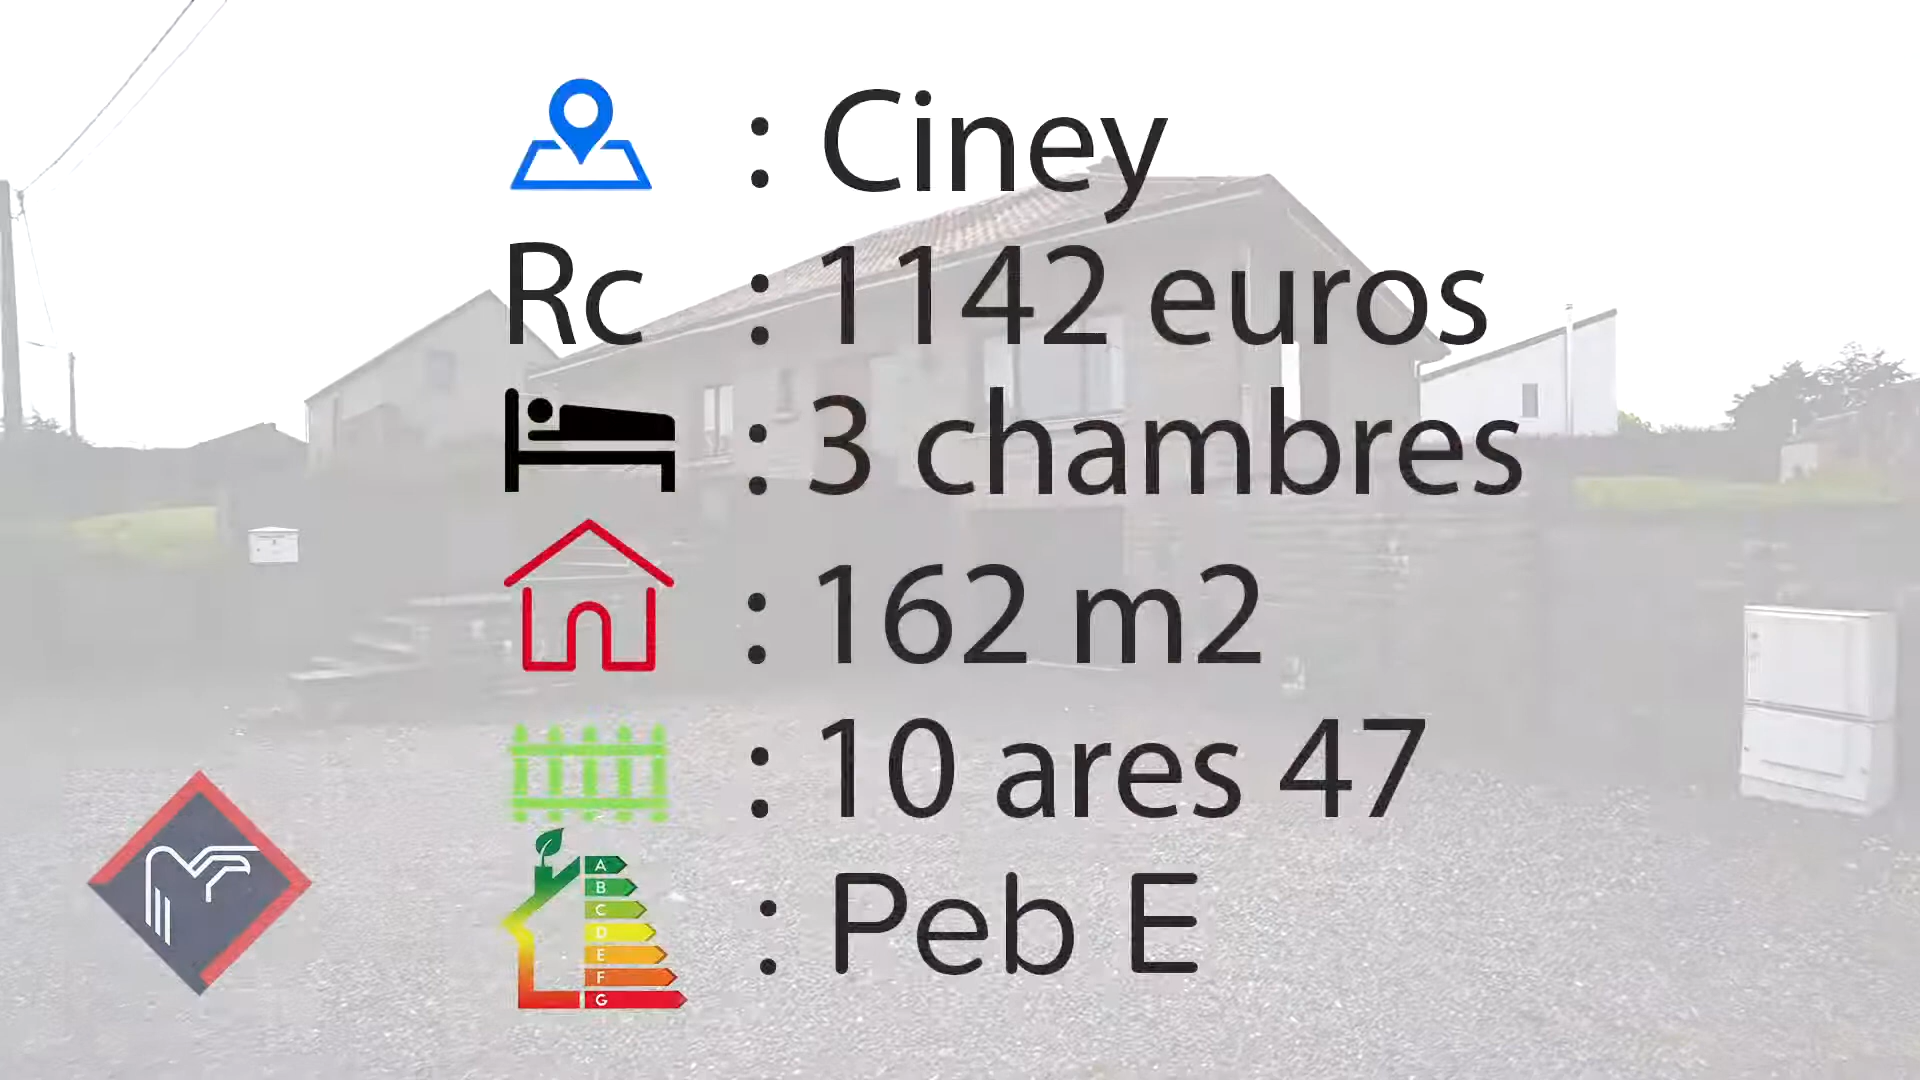 : Ciney
Rc : 1142 euros
: 3 chambres
: 162 m2
: 10 ares 47
A
B
C
D
E
F
G
: Peb E